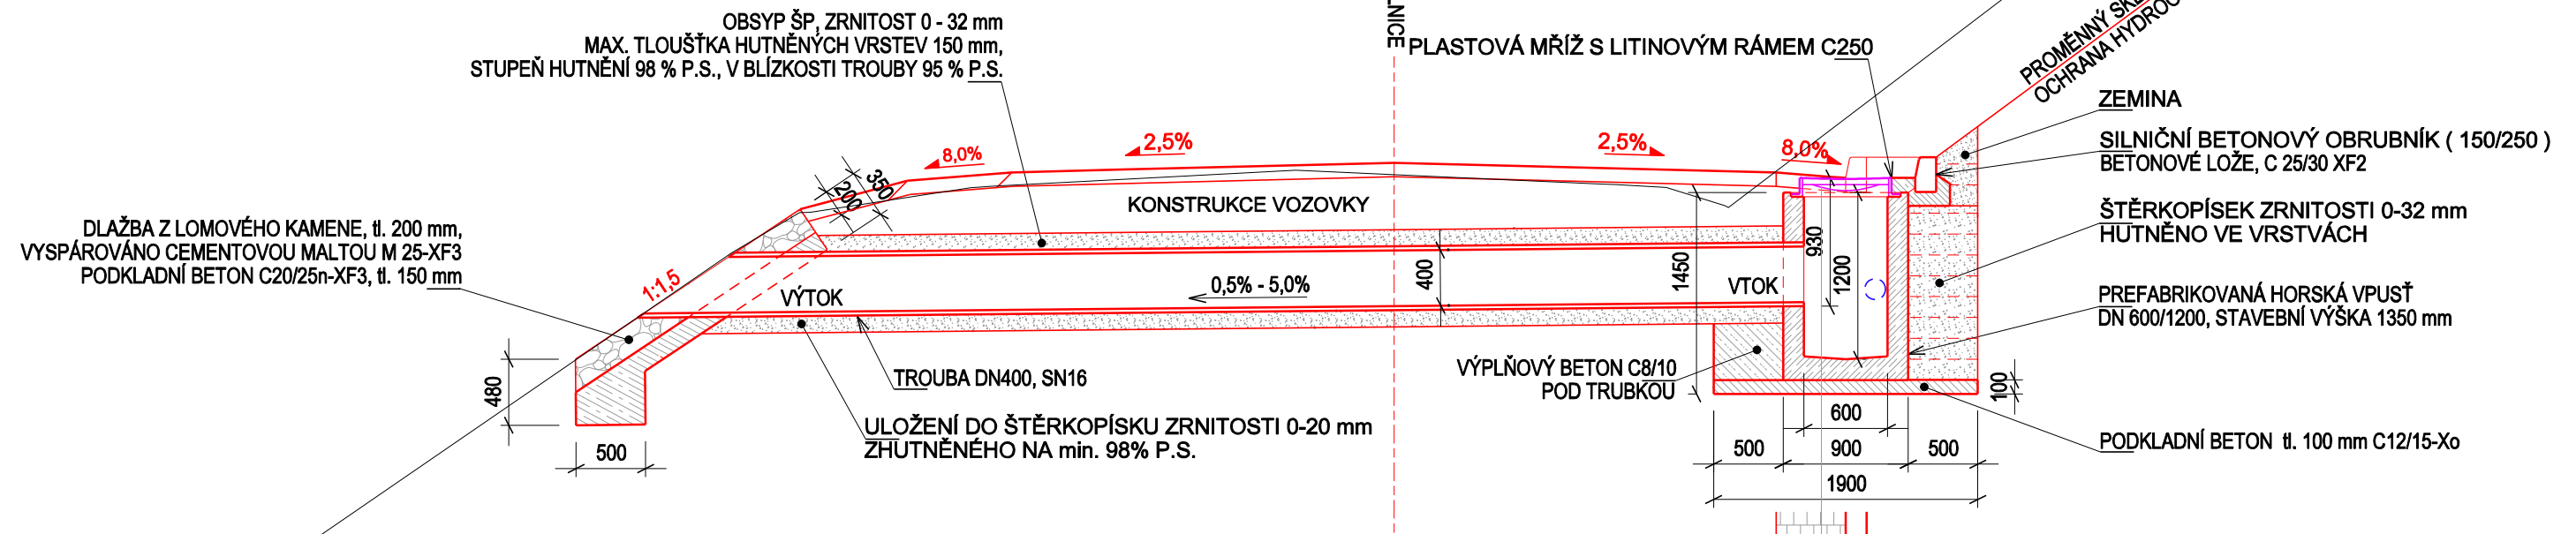 OBSYP ŠP, ZRNITOST 0 - 32 mm
MAX. TLOUŠŤKA HUTNĚNÝCH VRSTEV 150 mm,
STUPEŇ HUTNĚNÍ 98 % P.S., V BLÍZKOSTI TROUBY 95 % P.S.
PLASTOVÁ MŘÍŽ S LITINOVÝM RÁMEM C250
PROMĚNNÝ
OCHRANA
ZEMINA
SILNIČNÍ BETONOVÝ OBRUBNÍK ( 150/250 )
BETONOVÉ LOŽE, C 25/30 XF2
8,0%
2,5%
2,5%
8,0%
350
200
KONSTRUKCE VOZOVKY
ŠTĚRKOPÍSEK ZRNITOSTI 0-32 mm
HUTNĚNO VE VRSTVÁCH
DLAŽBA Z LOMOVÉHO KAMENE, tl. 200 mm,
VYSPÁROVÁNO CEMENTOVOU MALTOU M 25-XF3
PODKLADNÍ BETON C20/25n-XF3, tl. 150 mm
1:1,5
VÝTOK
0,5% - 5,0%
400
1450
VTOK
930
1200
PREFABRIKOVANÁ HORSKÁ VPUSŤ
DN 600/1200, STAVEBNÍ VÝŠKA 1350 mm
480
TROUBA DN400, SN16
VÝPLŇOVÝ BETON C8/10
POD TRUBKOU
100
ULOŽENÍ DO ŠTĚRKOPÍSKU ZRNITOSTI 0-20 mm
ZHUTNĚNÉHO NA min. 98% P.S.
600
PODKLADNÍ BETON tl. 100 mm C12/15-Xo
500
500
900
500
1900